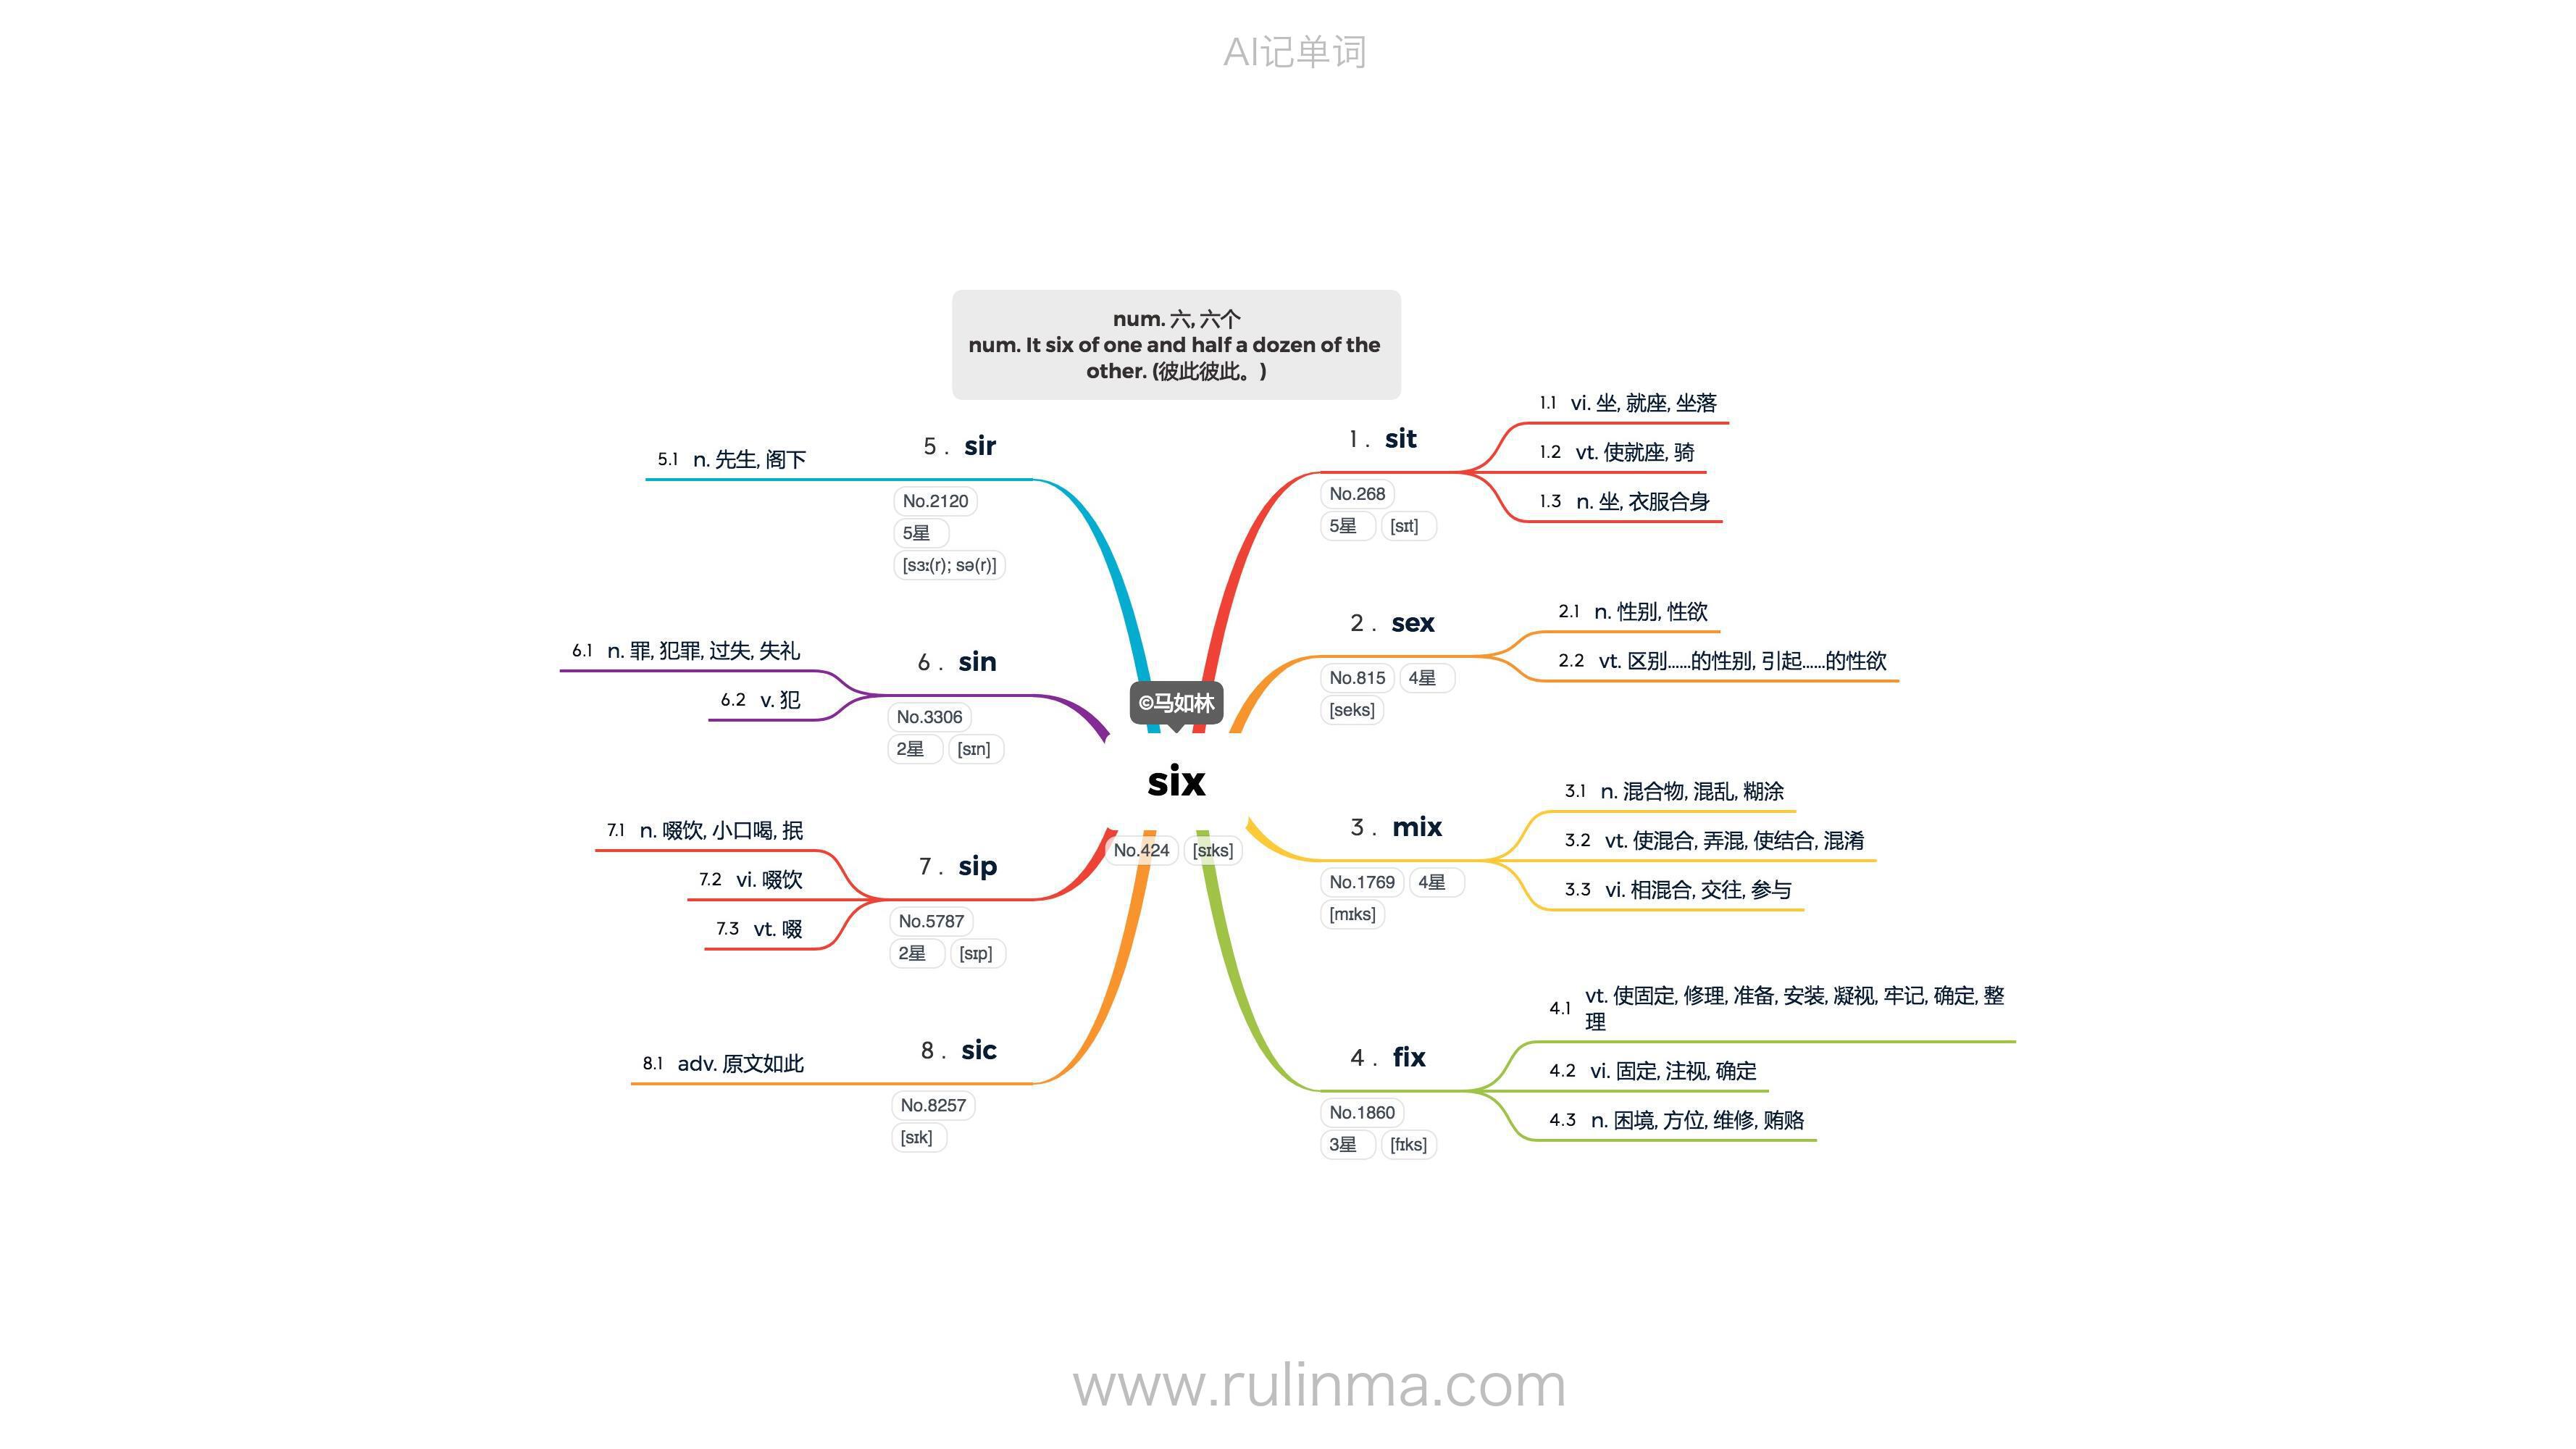 AI记单词
num. 六, 六个
num. It six of one and half a dozen of the
other. (彼此彼此。)
©马如林
six
No.424 [sɪks]
1 . sit
No.268
5星 [sɪt]
1.1 vi. 坐, 就座, 坐落
1.2 vt. 使就座, 骑
1.3 n. 坐, 衣服合身
2 . sex
No.815 4星
[seks]
2.1 n. 性别, 性欲
2.2 vt. 区别......的性别, 引起......的性欲
3 . mix
No.1769 4星
[mɪks]
3.1 n. 混合物, 混乱, 糊涂
3.2 vt. 使混合, 弄混, 使结合, 混淆
3.3 vi. 相混合, 交往, 参与
4 . fix
No.1860
3星 [fɪks]
4.1 vt. 使固定, 修理, 准备, 安装, 凝视, 牢记, 确定, 整
理
4.2 vi. 固定, 注视, 确定
4.3 n. 困境, 方位, 维修, 贿赂
5 . sir
No.2120
5星
[sɜː(r); sə(r)]
5.1 n. 先生, 阁下
6 . sin
No.3306
2星 [sɪn]
6.1 n. 罪, 犯罪, 过失, 失礼
6.2 v. 犯
7 . sip
No.5787
2星 [sɪp]
7.1 n. 啜饮, 小口喝, 抿
7.2 vi. 啜饮
7.3 vt. 啜
8 . sic
No.8257
[sɪk]
8.1 adv. 原文如此
www.rulinma.com